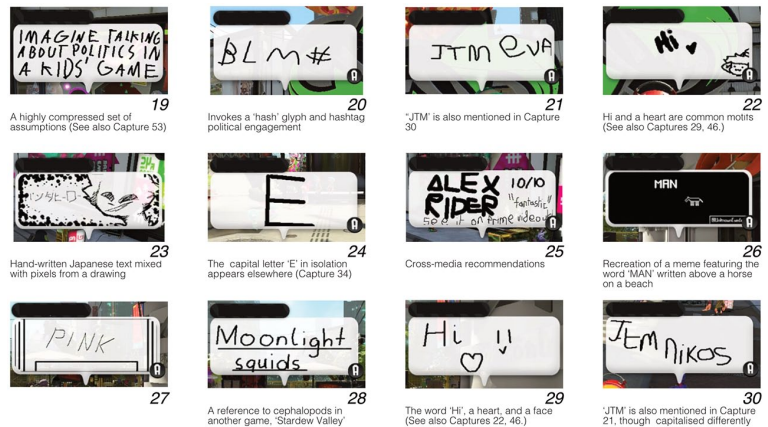 IMAGINE TALKING
ABOUT POLITICS IN
A KIDS' GAME
19
A highly compressed set of
assumptions (See also Capture 53)
BLM#
20
Invokes a 'hash' glyph and hashtag
political engagement
JTM EVA
21
"JTM' is also mentioned in Capture
30
Hi
22
Hi and a heart are common motifs
(See also Captures 29, 46.)
23
Hand-written Japanese text mixed
with pixels from a drawing
E
24
The capital letter 'E' in isolation
appears elsewhere (Capture 34)
ALEX 10/10
RIDER "fantastic"
See it on Prime video
25
Cross-media recommendations
MAN
26
Recreation of a meme featuring the
word 'MAN' written above a horse
on a beach
PINK
27
Moonlight
squids
28
A reference to cephalopods in
another game, 'Stardew Valley'
Hi
29
The word 'Hi', a heart, and a face
(See also Captures 22, 46.)
JEM NIKOS
30
'JTM' is also mentioned in Capture
21, though capitalised differently